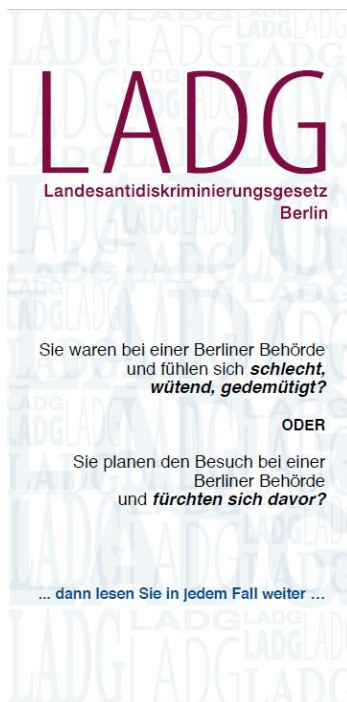 LADG
Landesantidiskriminierungsgesetz
Berlin
Sie waren bei einer Berliner Behörde
und fühlen sich schlecht,
wütend, gedemütigt?
ODER
Sie planen den Besuch bei einer
Berliner Behörde
und fürchten sich davor?
... dann lesen Sie in jedem Fall weiter ...